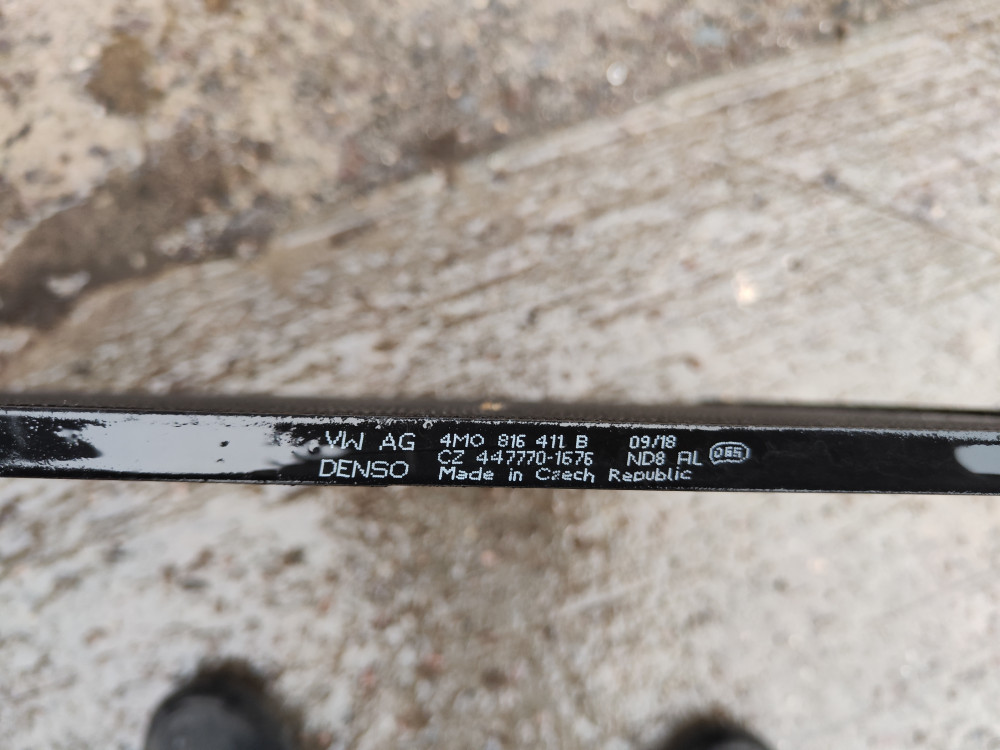 VW AG 4M0 816 411 B 09/18
CZ 447770-1676 ND8 AL
DENSO Made in Czech Republic